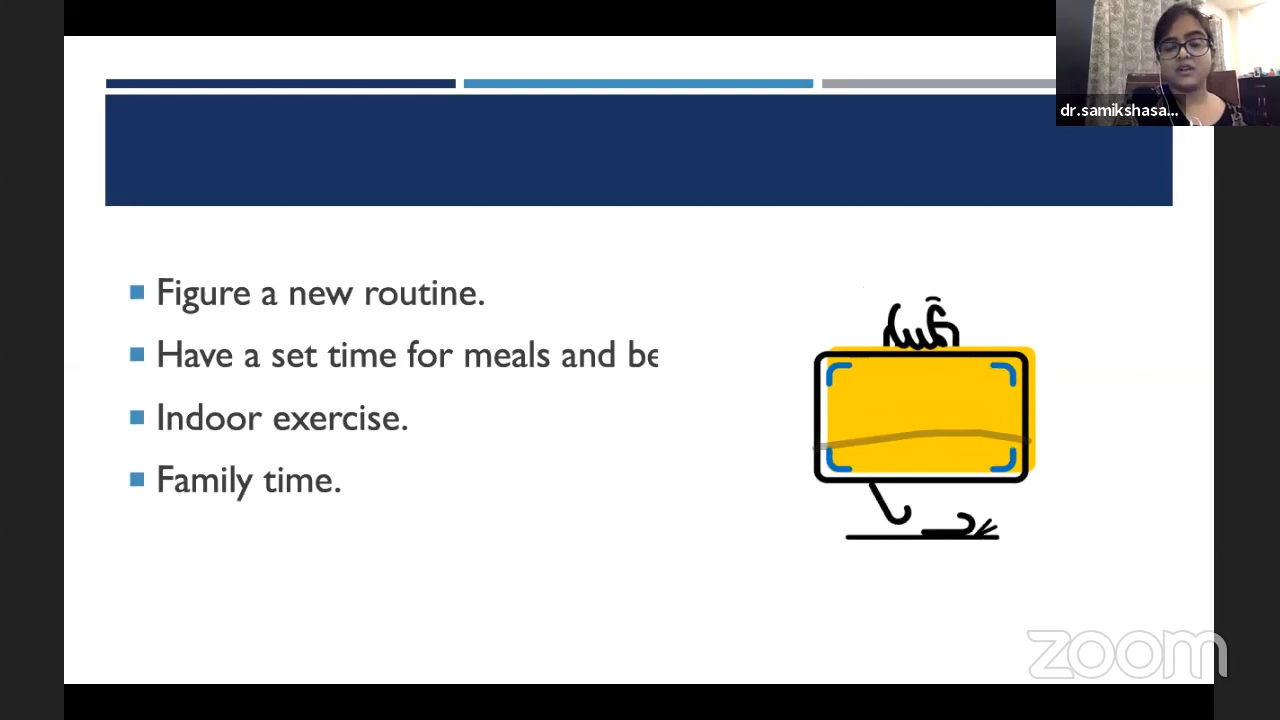 dr.samikshasa...
Figure a new routine.
Have a set time for meals and be
Indoor exercise.
Family time.
zoom